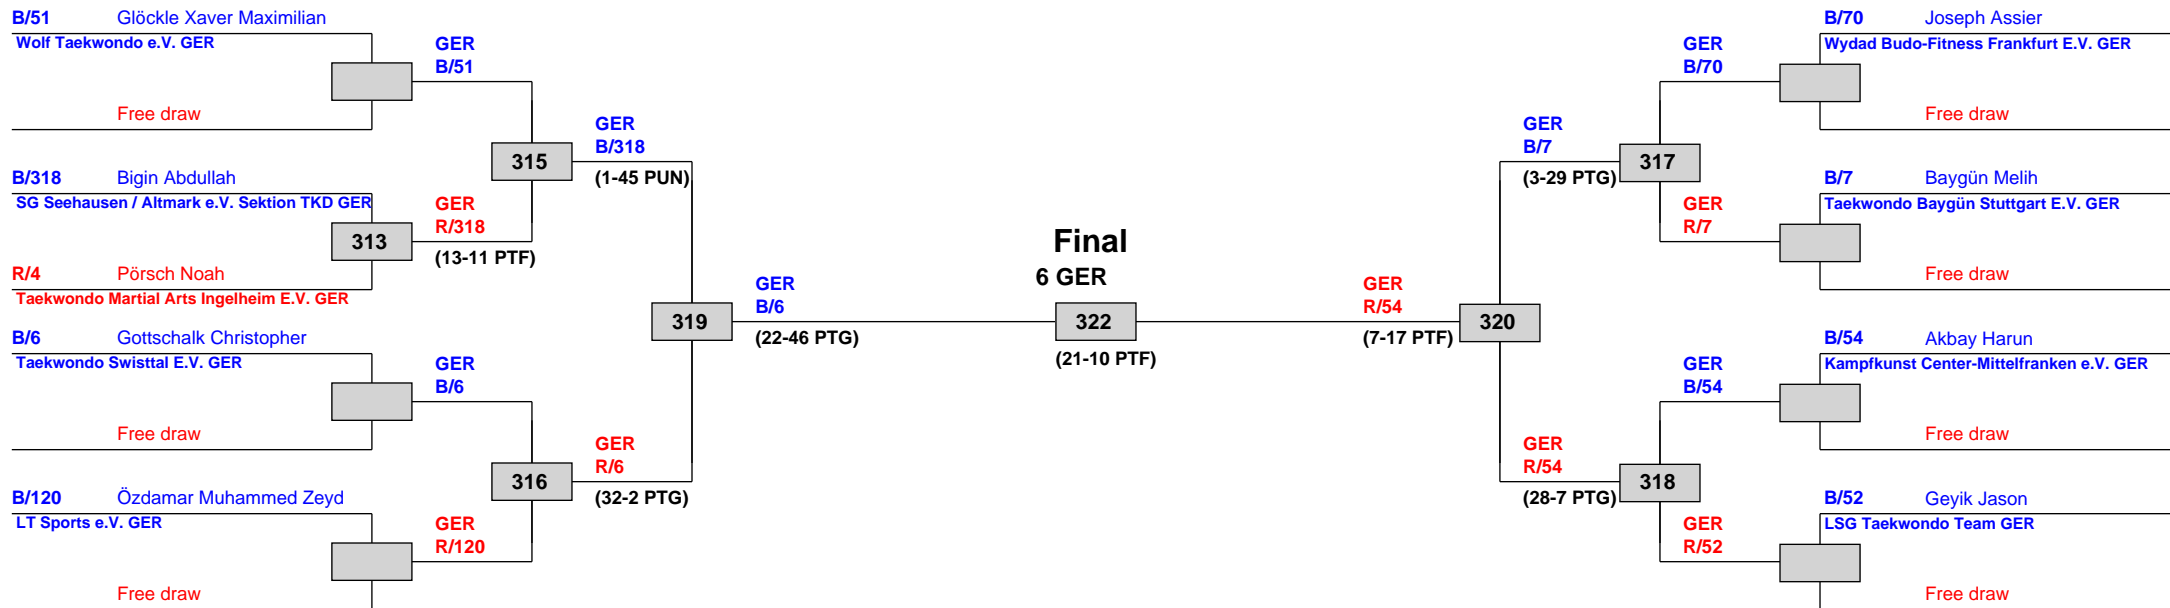 B/51 Glöckle Xaver Maximilian
Wolf Taekwondo e.V. GER
Free draw
B/318 Bigin Abdullah
SG Seehausen / Altmark e.V. Sektion TKD GER
R/4 Pörsch Noah
Taekwondo Martial Arts Ingelheim E.V. GER
B/6 Gottschalk Christopher
Taekwondo Swisttal E.V. GER
Free draw
B/120 Özdamar Muhammed Zeyd
LT Sports e.V. GER
Free draw
GER
B/51
313
GER
R/318
(13-11 PTF)
GER
B/6
GER
R/120
315
GER
B/318
(1-45 PUN)
316
GER
R/6
(32-2 PTG)
319
GER
B/6
(22-46 PTG)
Final
6 GER
322
(21-10 PTF)
GER
R/54
(7-17 PTF)
320
GER
B/7
(3-29 PTG)
317
GER
R/54
(28-7 PTG)
318
GER
B/70
GER
R/7
GER
B/54
GER
R/52
B/70 Joseph Assier
Wydad Budo-Fitness Frankfurt E.V. GER
Free draw
B/7 Baygün Melih
Taekwondo Baygün Stuttgart E.V. GER
Free draw
B/54 Akbay Harun
Kampfkunst Center-Mittelfranken e.V. GER
Free draw
B/52 Geyik Jason
LSG Taekwondo Team GER
Free draw